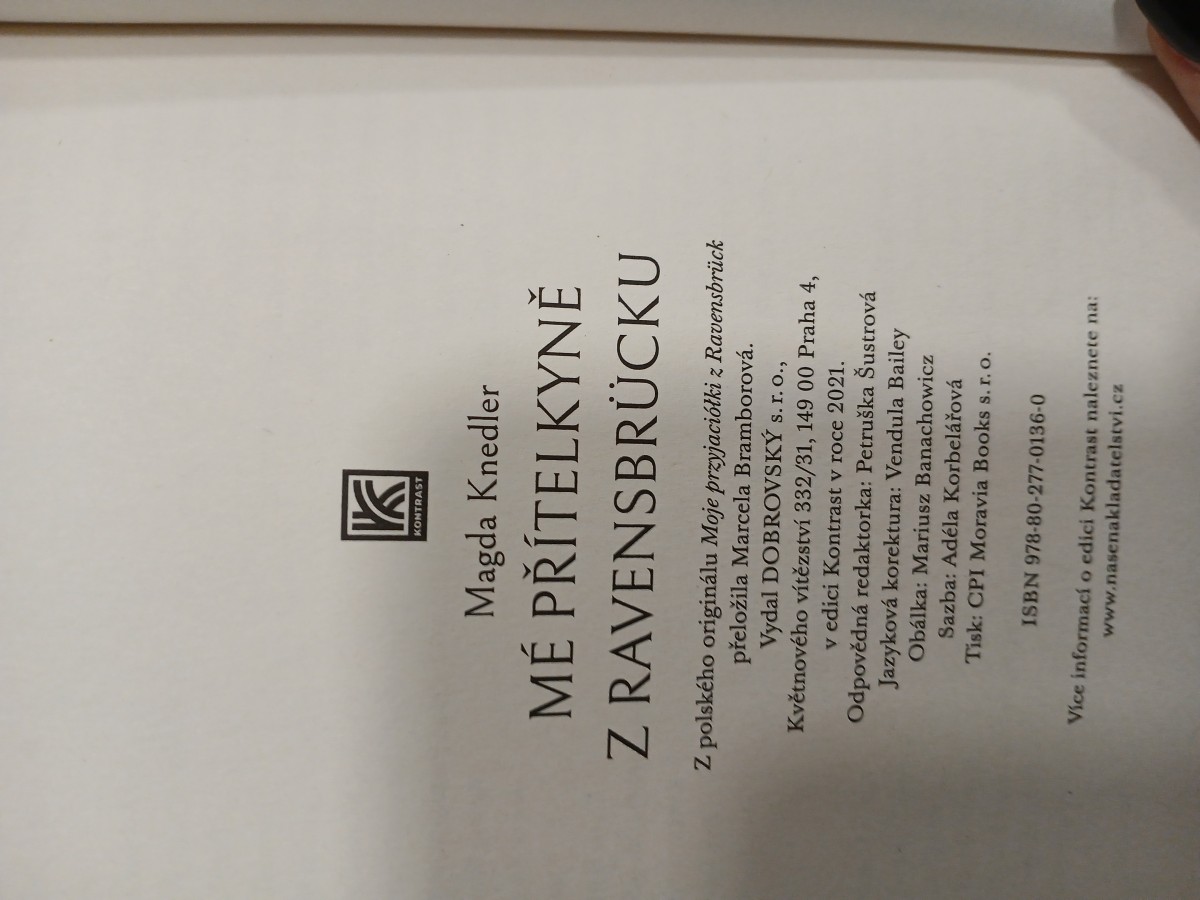 KONTRAST
Magda Knedler
MÉ PŘÍTELKYNĚ
Z RAVENSBRÜCKU
Z polského originálu Moje przyjaciółki z Ravensbrück
přeložila Marcela Bramborová.
Vydal DOBROVSKÝ s. r. o.,
Květnového vítězství 332/31, 149 00 Praha 4,
v edici Kontrast v roce 2021.
Odpovědná redaktorka: Petruška Šustrová
Jazyková korektura: Vendula Bailey
Obálka: Mariusz Banachowicz
Sazba: Adéla Korbelářová
Tisk: CPI Moravia Books s. r. o.
ISBN 978-80-277-0136-0
Více informací o edici Kontrast naleznete na:
www.nasenakladatelstvi.cz